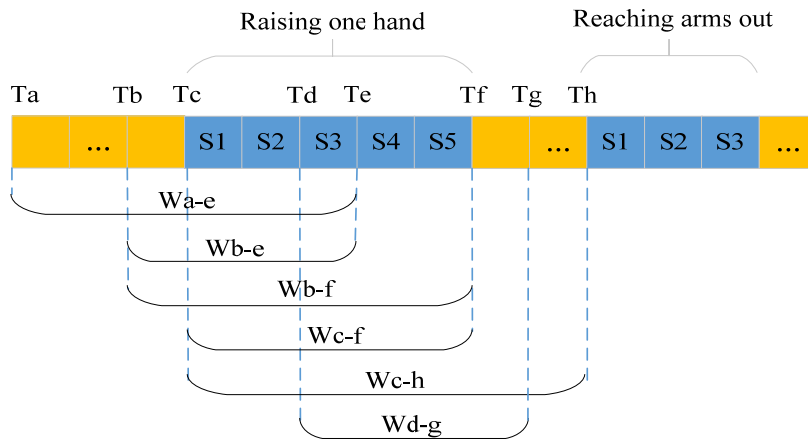 Raising one hand Reaching arms out
Ta Tb Tc Td Te Tf Tg Th
... S1 S2 S3 S4 S5 ... S1 S2 S3 ...
Wa-e
Wb-e
Wb-f
Wc-f
Wc-h
Wd-g